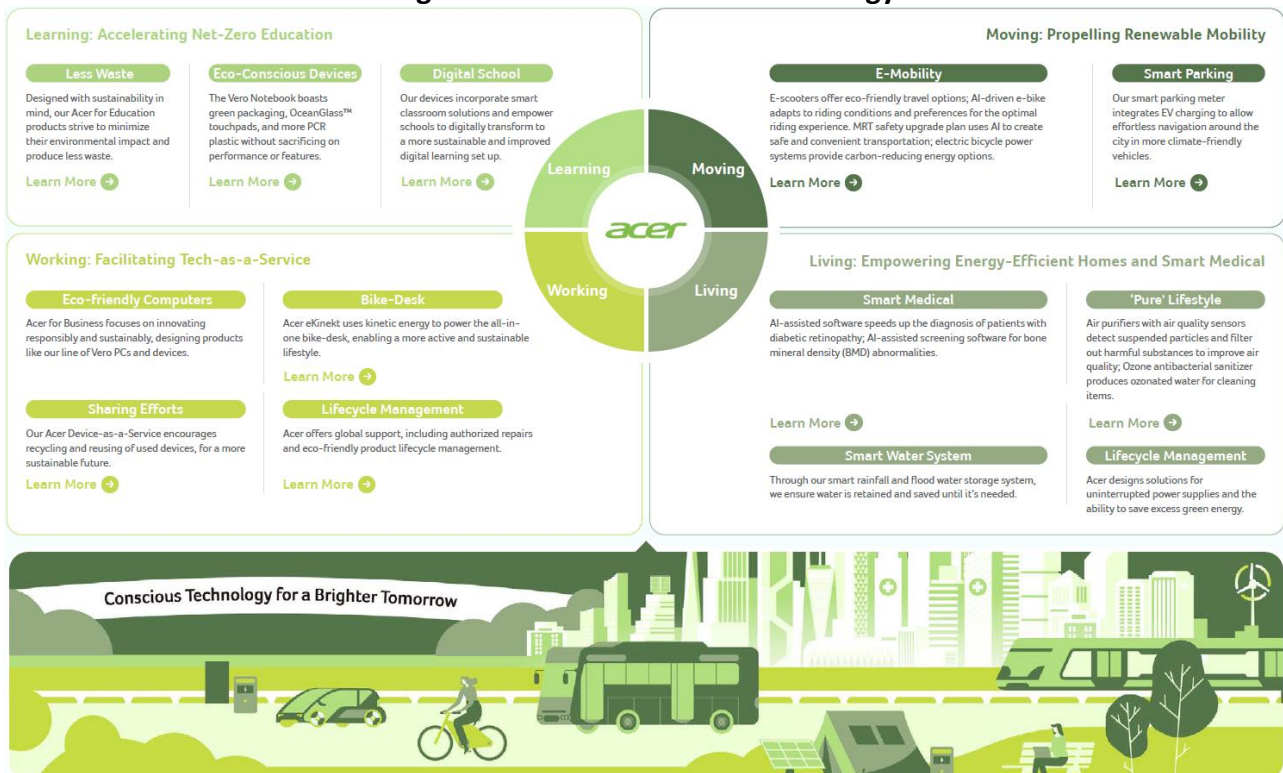 Learning: Accelerating Net-Zero Education
Less Waste
Designed with sustainability in
mind, our Acer for Education
products strive to minimize
their environmental impact and
produce less waste.
Learn More
Eco-Conscious Devices
The Vero Notebook boasts
green packaging, OceanGlass™
touchpads, and more PCR
plastic without sacrificing on
performance or features.
Learn More
Digital School
Our devices incorporate smart
classroom solutions and empower
schools to digitally transform to
a more sustainable and improved
digital learning set up.
Learn More
Moving: Propelling Renewable Mobility
E-Mobility
E-scooters offer eco-friendly travel options; AI-driven e-bike
adapts to riding conditions and preferences for the optimal
riding experience. MRT safety upgrade plan uses AI to create
safe and convenient transportation; electric bicycle power
systems provide carbon-reducing energy options.
Learn More
Smart Parking
Our smart parking meter
integrates EV charging to allow
effortless navigation around the
city in more climate-friendly
vehicles.
Learn More
Learning
Moving
acer
Working
Living
Working: Facilitating Tech-as-a-Service
Eco-friendly Computers
Acer for Business focuses on innovating
responsibly and sustainably, designing products
like our line of Vero PCs and devices.
Bike-Desk
Acer eKinekt uses kinetic energy to power the all-in-
one bike-desk, enabling a more active and sustainable
lifestyle.
Learn More
Sharing Efforts
Our Acer Device-as-a-Service encourages
recycling and reusing of used devices, for a more
sustainable future.
Learn More
Lifecycle Management
Acer offers global support, including authorized repairs
and eco-friendly product lifecycle management.
Learn More
Living: Empowering Energy-Efficient Homes and Smart Medical
Smart Medical
AI-assisted software speeds up the diagnosis of patients with
diabetic retinopathy; AI-assisted screening software for bone
mineral density (BMD) abnormalities.
Learn More
'Pure' Lifestyle
Air purifiers with air quality sensors
detect suspended particles and filter
out harmful substances to improve air
quality; Ozone antibacterial sanitizer
produces ozonated water for cleaning
items.
Learn More
Smart Water System
Through our smart rainfall and flood water storage system,
we ensure water is retained and saved until it's needed.
Lifecycle Management
Acer designs solutions for
uninterrupted power supplies and the
ability to save excess green energy.
Conscious Technology for a Brighter Tomorrow